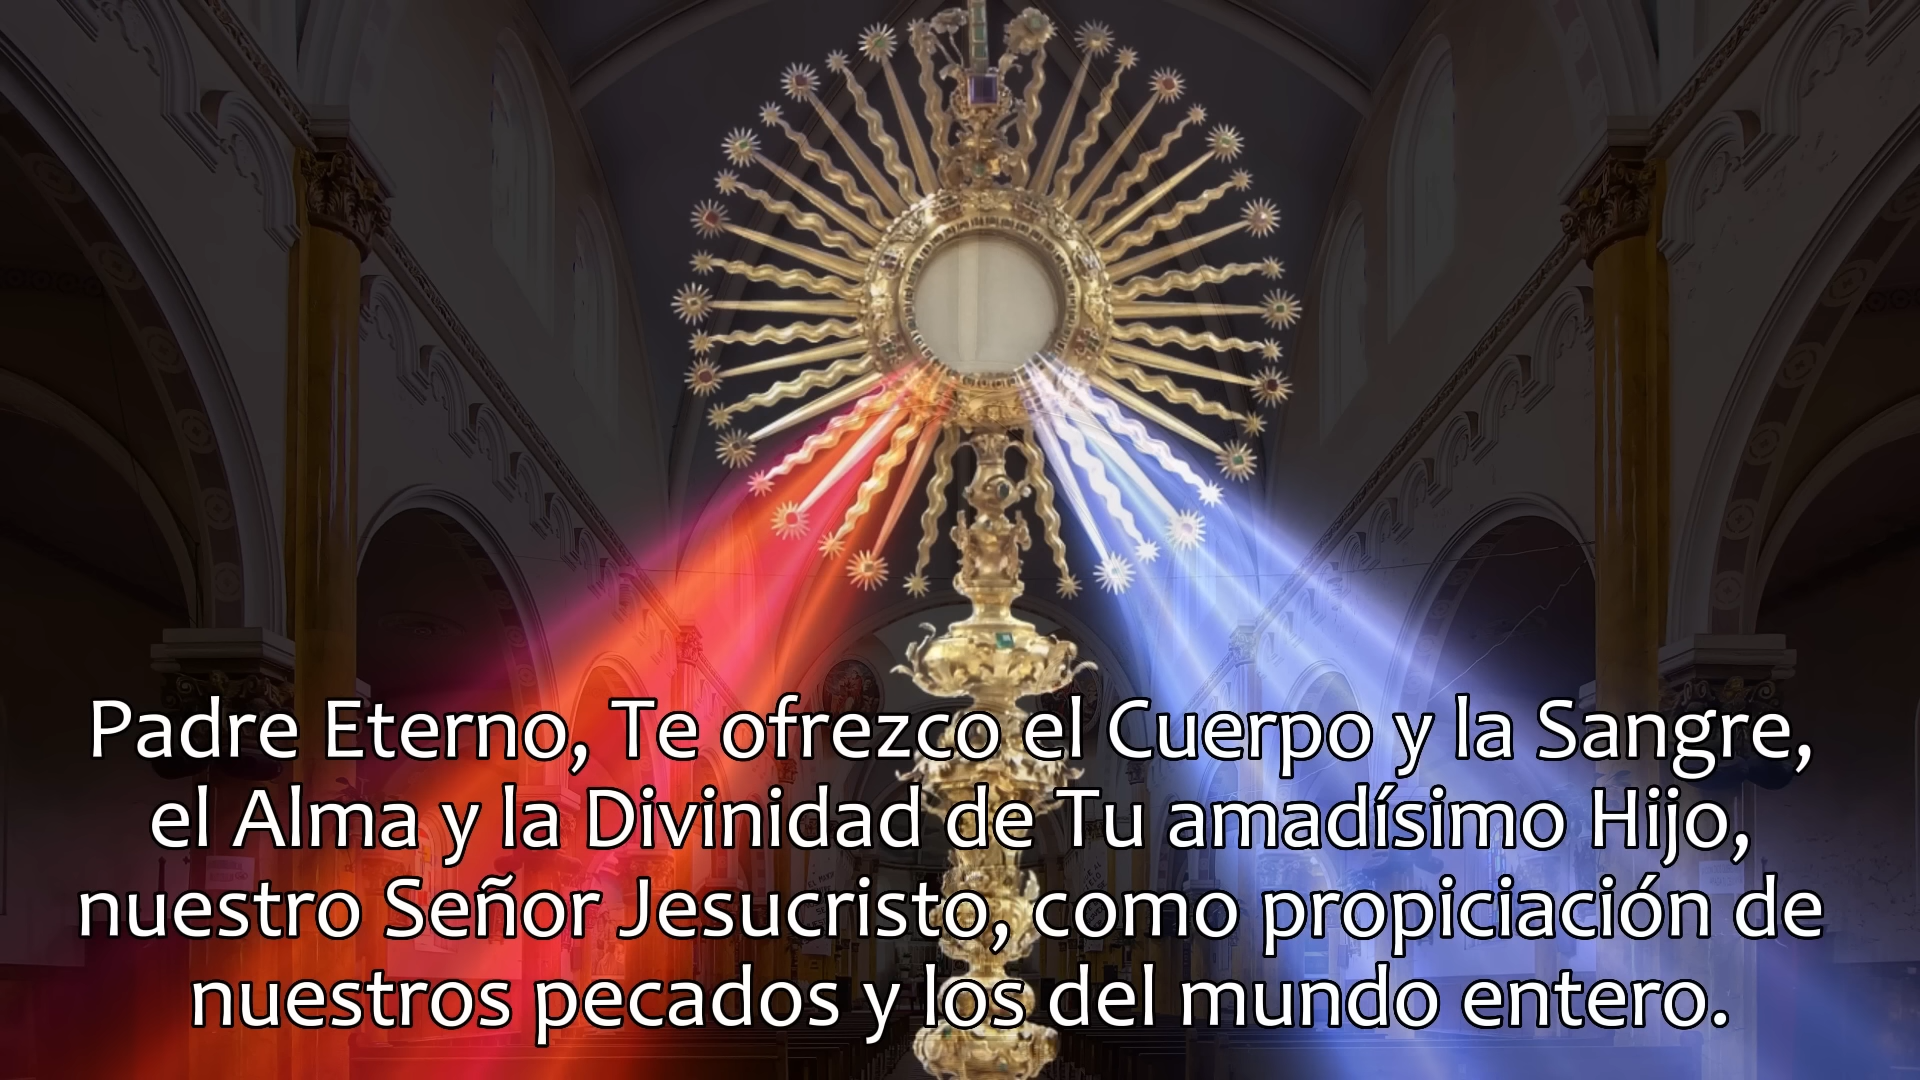 Padre Eterno, Te ofrezco el Cuerpo y la Sangre,
el Alma y la Divinidad de Tu amadísimo Hijo,
nuestro Señor Jesucristo, como propiciación de
nuestros pecados y los del mundo entero.